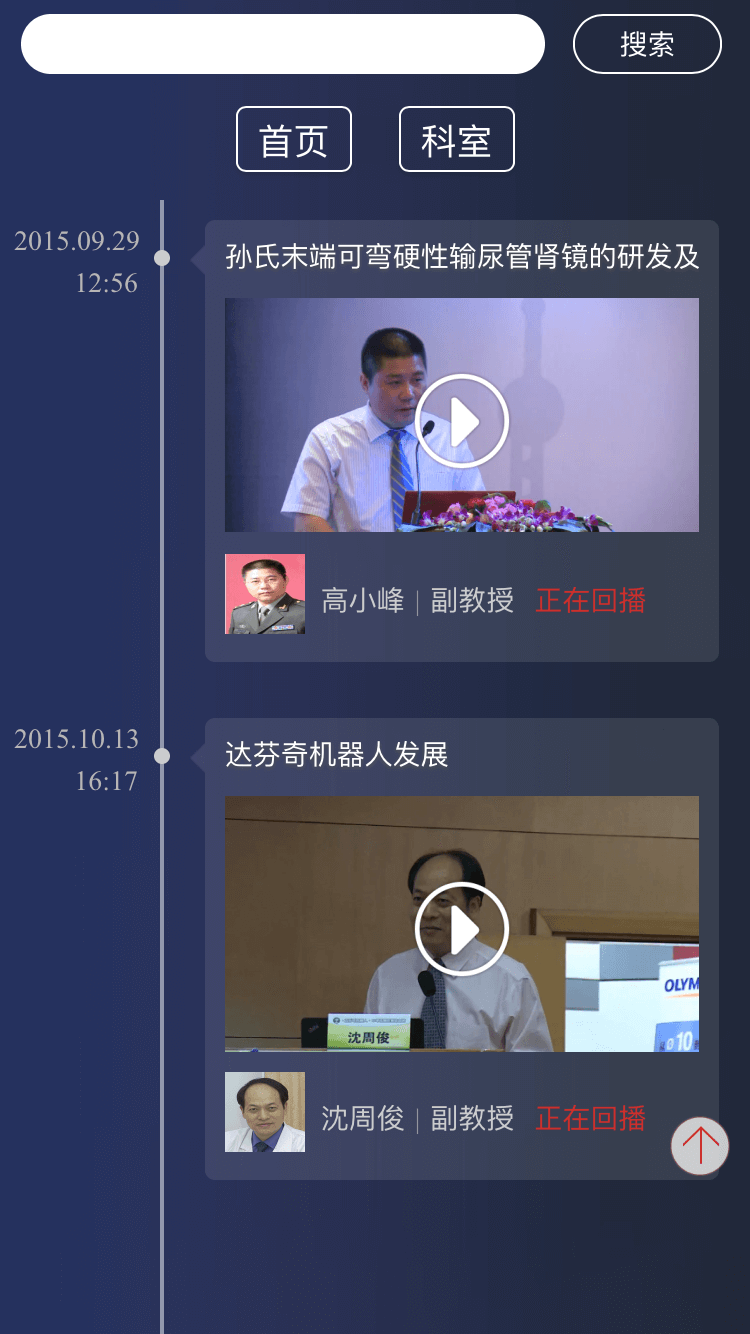 搜索
首页
科室
2015.09.29
12:56
孙氏末端可弯硬性输尿管肾镜的研发及
高小峰 | 副教授 正在回播
2015.10.13
16:17
达芬奇机器人发展
OLYM
10
沈周俊
沈周俊 | 副教授 正在回播